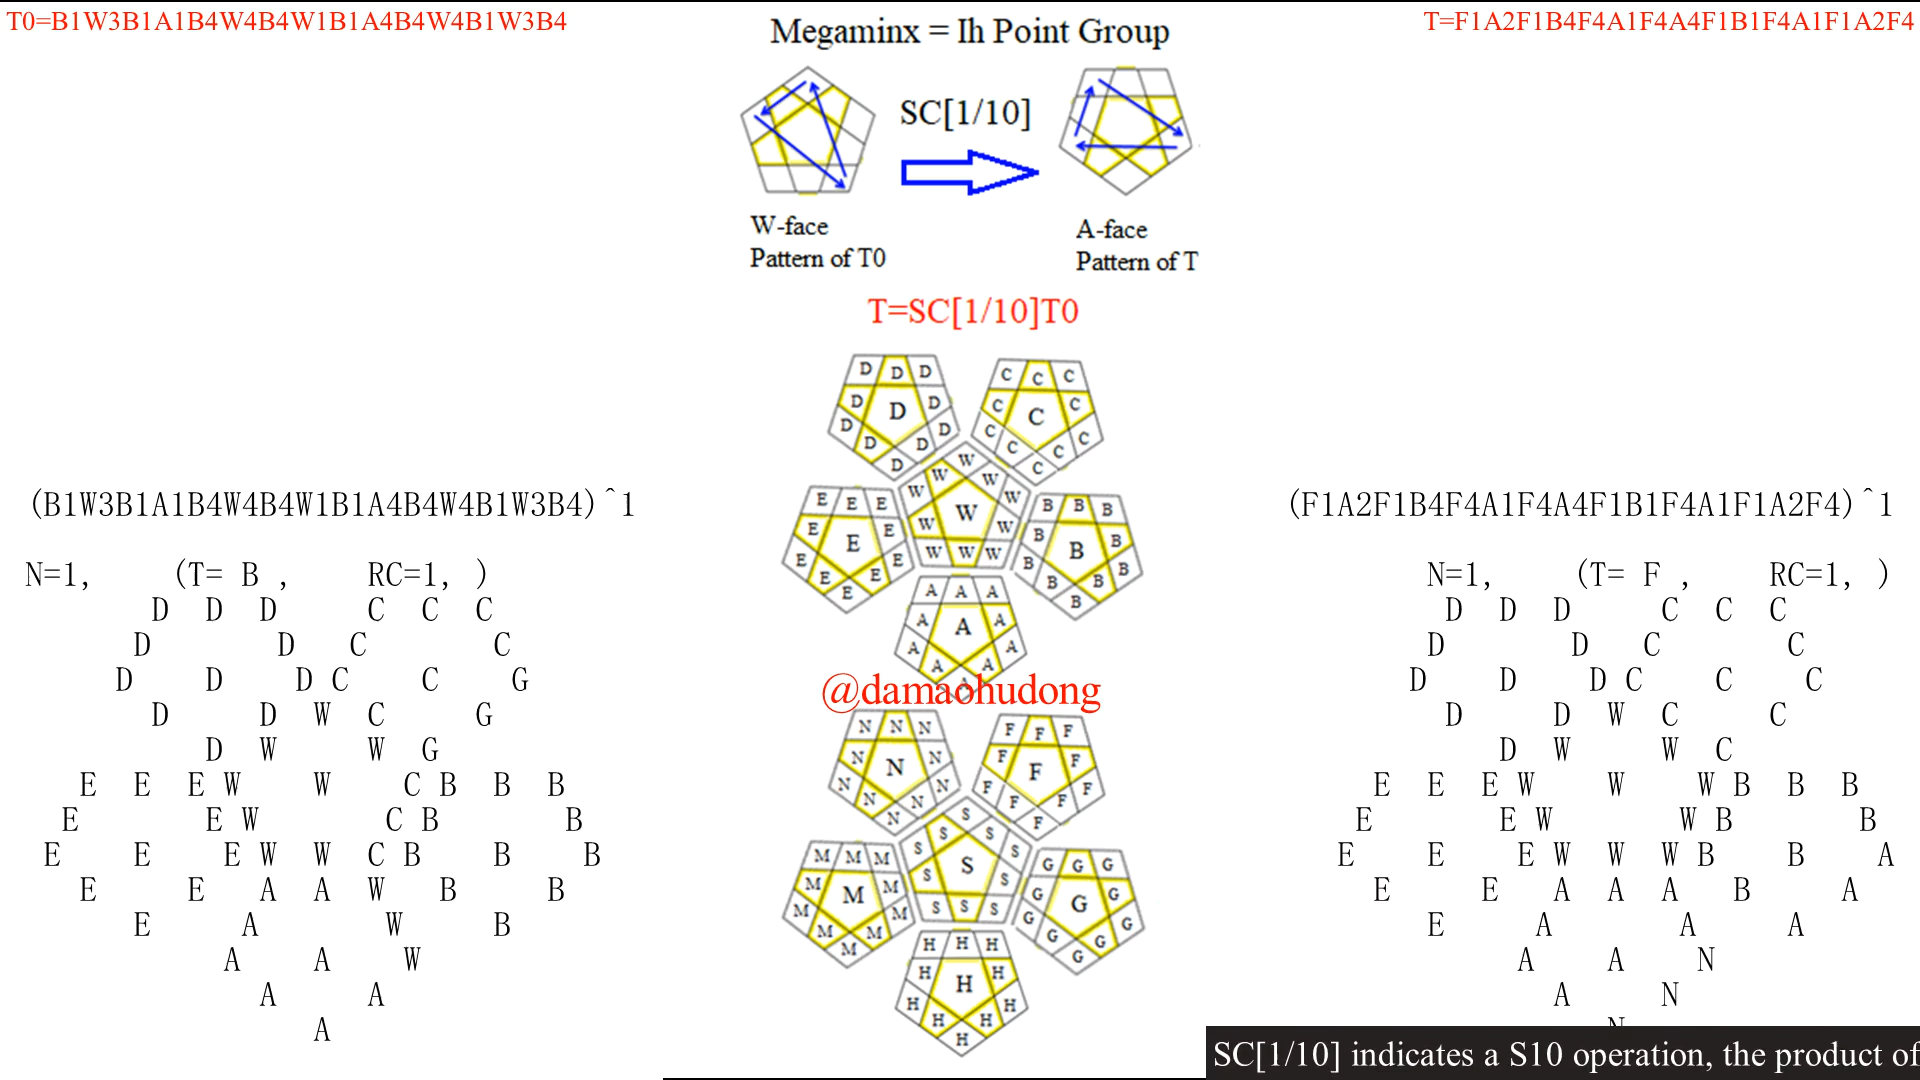 T0=B1W3B1A1B4W4B4W1B1A4B4W4B1W3B4
T=F1A2F1B4F4A1F4A4F1B1F4A1F1A2F4
Megaminx = Ih Point Group
SC[1/10]
W-face
Pattern of T0
A-face
Pattern of T
T=SC[1/10]T0
(B1W3B1A1B4W4B4W1B1A4B4W4B1W3B4)^1
N=1, (T= B , RC=1, )
D D D C C C
D D C C
D D D C C G
D D W C G
D W W G
E E E W W C B B B
E E W C B B
E E E W W C B B B
E E A A W B B
E A W B
A A W
A A
A
D D D C C C
D D C C
D D D C C C
D D C C
D W C
W W
W W
E E E W W W B B B
E E W W B B
E E E W W W B B B
E E A A A B B
E A A B
A A A
A A
A
@damaohudong
N N N F F F
N N F F
N N N F F F
N N S F F
N S S F
M M M S S S G G G
M M S S G G
M M M S S S G G G
M M H H H G G
M H H G
H H H
H H
H
(F1A2F1B4F4A1F4A4F1B1F4A1F1A2F4)^1
N=1, (T= F , RC=1, )
D D D C C C
D D C C
D D D C C C
D D W C C
D W W C
E E E W W W B B B
E E W W B B
E E E W W W B B A
E E A A A B A
E A A A
A A N
A N
N
SC[1/10] indicates a S10 operation, the product of